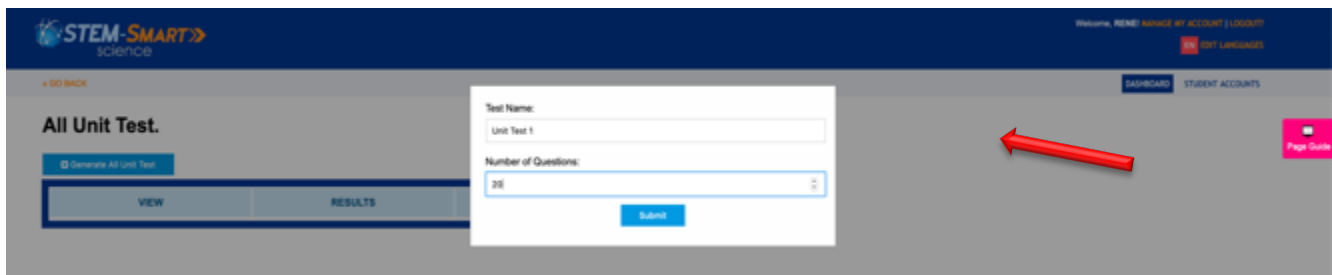 STEM-SMART>>
science
Welcome, RENE! MANAGE MY ACCOUNT | LOGOUT?
EN EDIT LANGUAGES
« GO BACK
DASHBOARD STUDENT ACCOUNTS
All Unit Test.
Generate All Unit Test
VIEW RESULTS
Test Name:
Unit Test 1
Number of Questions:
20
Submit
Page Guide